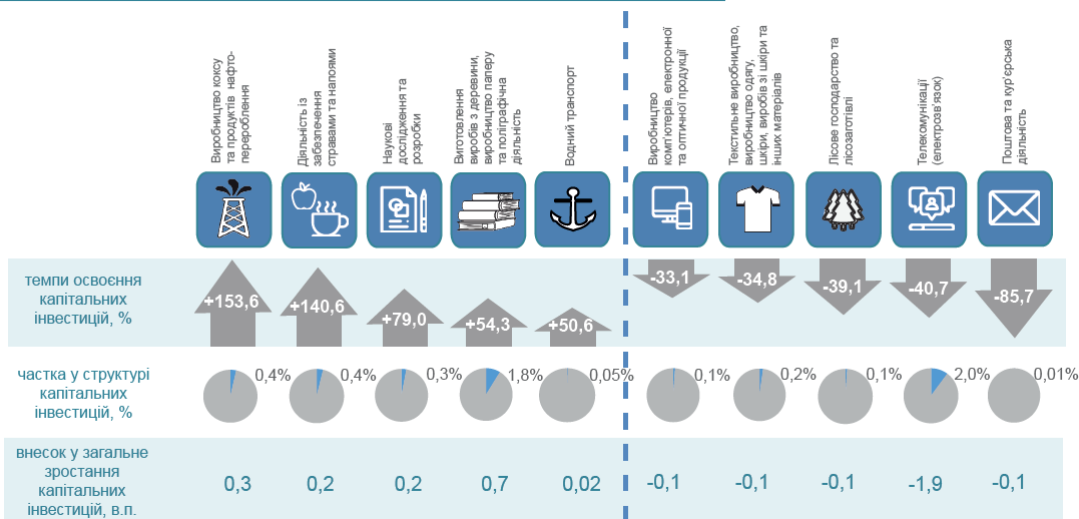 Виробництво коксу
та продуктів нафто-
перероблення
Діяльність із
забезпечення
стравами та напоями
Наукові
дослідження та
розробки
Виготовлення
виробів з деревини,
виробництво паперу
та поліграфічна
діяльність
Водний транспорт
Виробництво
комп'ютерів, електронної
та оптичної продукції
Текстильне виробництво,
виробництво одягу,
шкіри, виробів зі шкіри та
інших матеріалів
Лісове господарство та
лісозаготівлі
Телекомунікації
(електрозв'язок)
Поштова та кур'єрська
діяльність
темпи освоєння
капітальних
інвестицій, %
+153,6
+140,6
+79,0
+54,3
+50,6
-33,1
-34,8
-39,1
-40,7
-85,7
частка у структурі
капітальних
інвестицій, %
0,4%
0,4%
0,3%
1,8%
0,05%
0,1%
0,2%
0,1%
2,0%
0,01%
внесок у загальне
зростання
капітальних
інвестицій, в.п.
0,3
0,2
0,2
0,7
0,02
-0,1
-0,1
-0,1
-1,9
-0,1